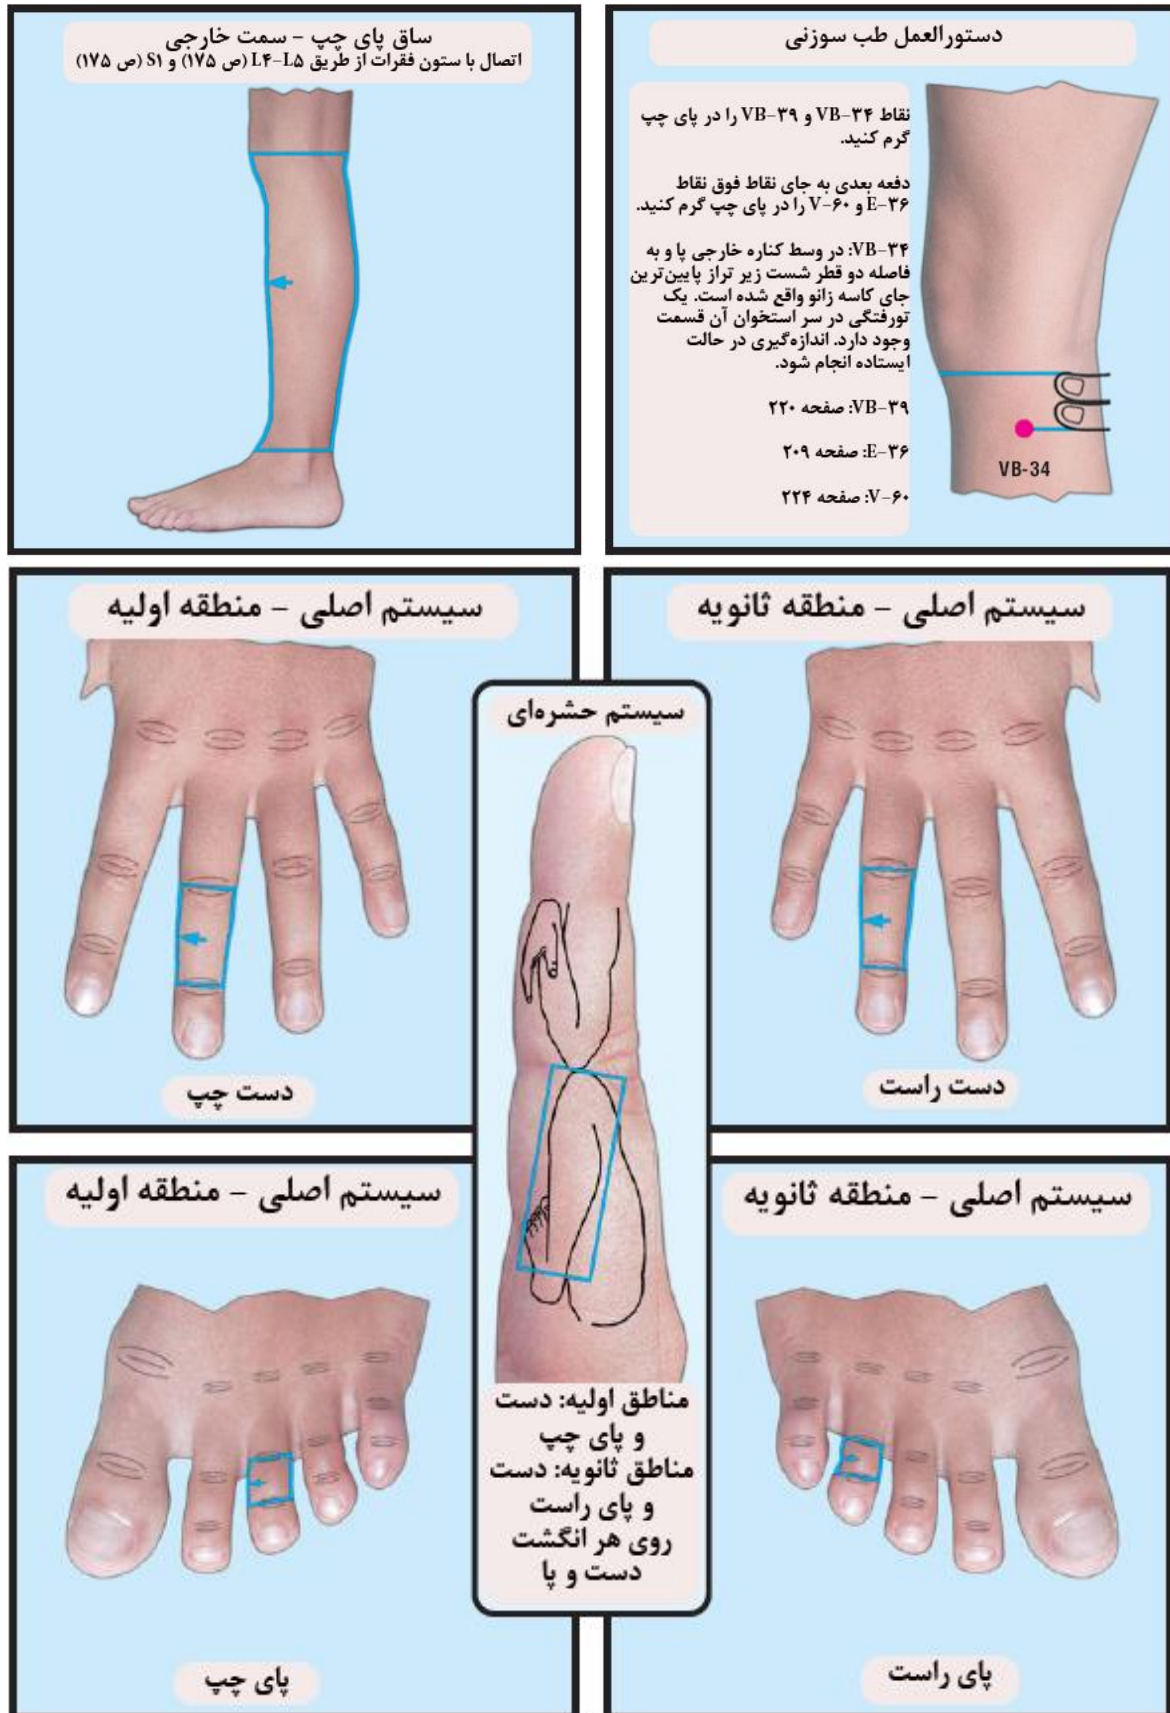 دستورالعمل طب سوزنی
نقاط VB-۳۴ و VB-۳۹ را در پای چپ
گرم کنید.
دفعه بعدی به جای نقاط فوق نقاط
E-۳۶ و V-۶۰ را در پای چپ گرم کنید.
VB-۳۴: در وسط کناره خارجی پا و به
فاصله دو قطر شست زیر تراز پایین‌ترین
جای کاسه زانو واقع شده است. یک
تورفتگی در سر استخوان آن قسمت
وجود دارد. اندازه‌گیری در حالت
ایستاده انجام شود.
VB-۳۹: صفحه ۲۲۰
E-۳۶: صفحه ۲۰۹
V-۶۰: صفحه ۲۲۴
VB-34
ساق پای چپ - سمت خارجی
اتصال با ستون فقرات از طریق L۴-L۵ (ص ۱۷۵) و S۱ (ص ۱۷۵)
سیستم اصلی - منطقه ثانویه
دست راست
سیستم اصلی - منطقه اولیه
دست چپ
سیستم حشره‌ای
مناطق اولیه: دست
و پای چپ
مناطق ثانویه: دست
و پای راست
روی هر انگشت
دست و پا
سیستم اصلی - منطقه ثانویه
پای راست
سیستم اصلی - منطقه اولیه
پای چپ